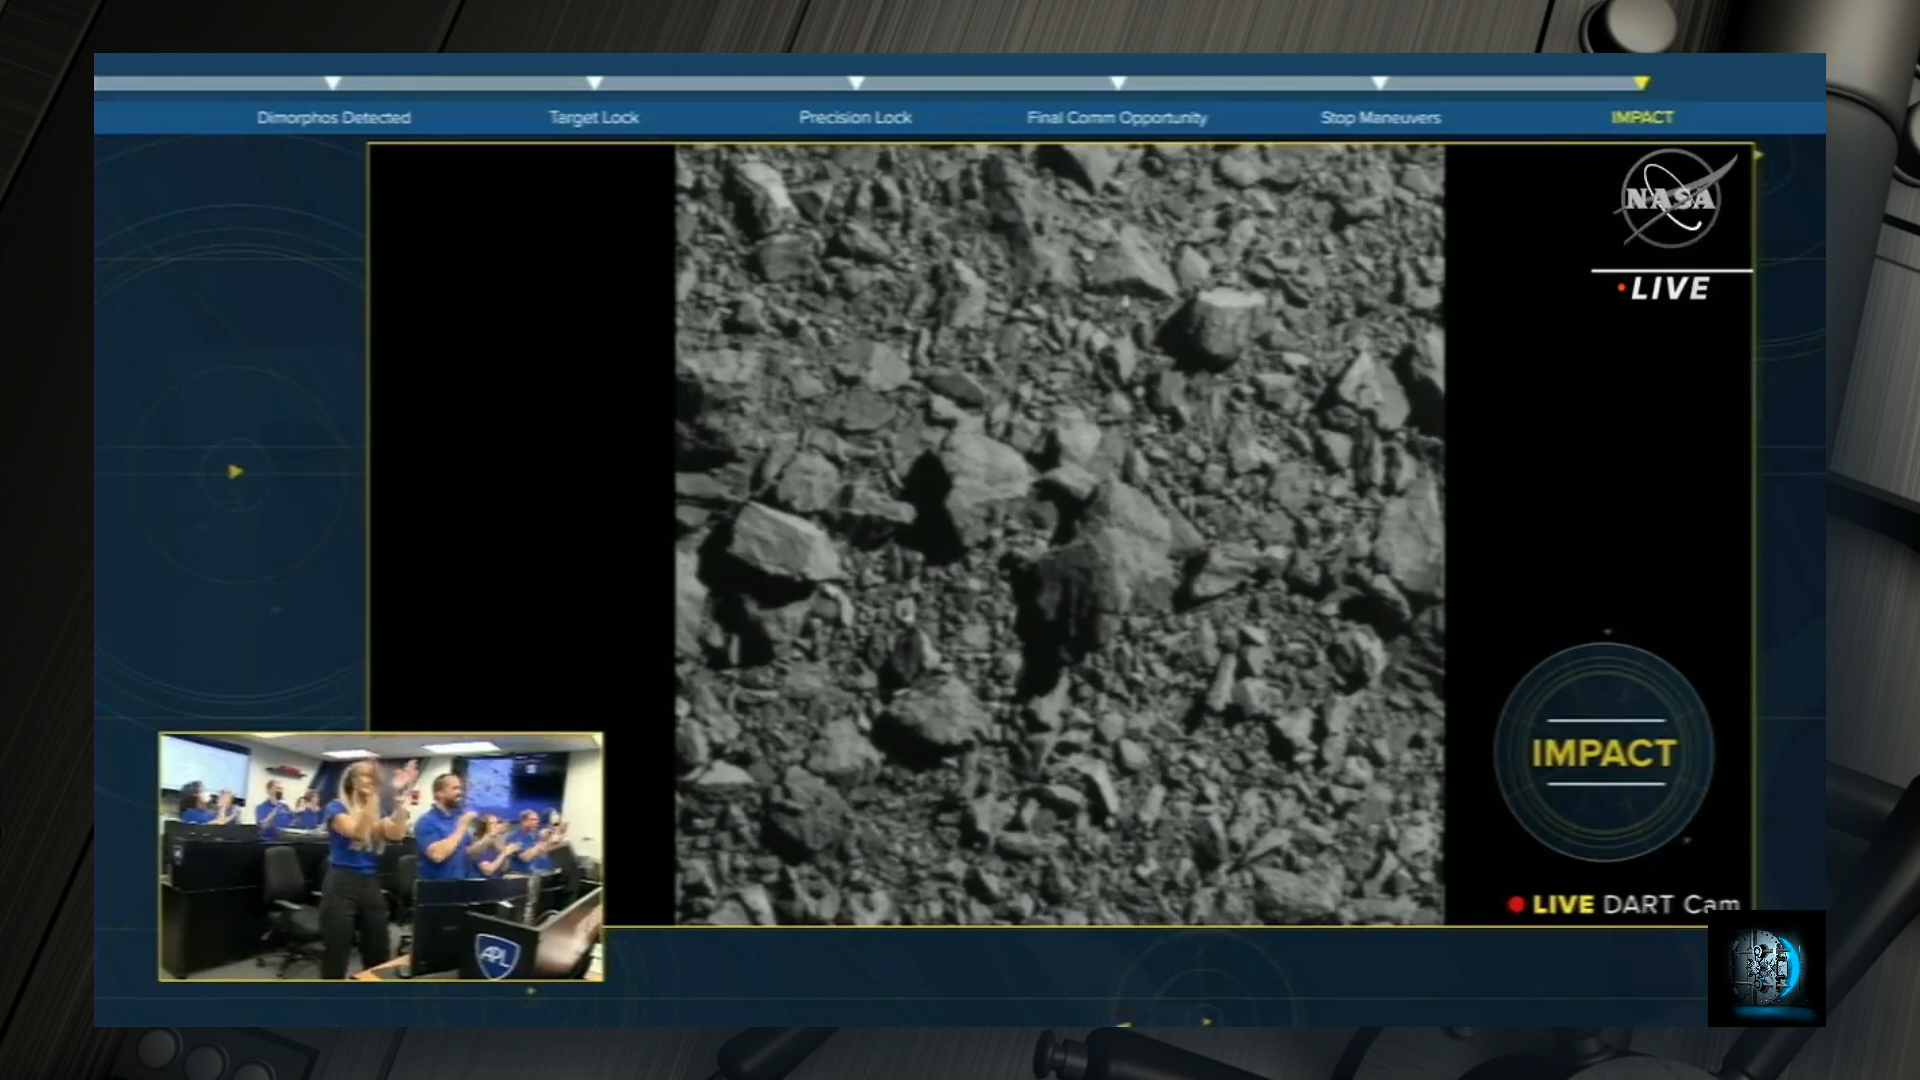 Dimorphos Detected
Target Lock
Precision Lock
Final Comm Opportunity
Stop Maneuvers
IMPACT
NASA
LIVE
IMPACT
LIVE DART Cam
APL